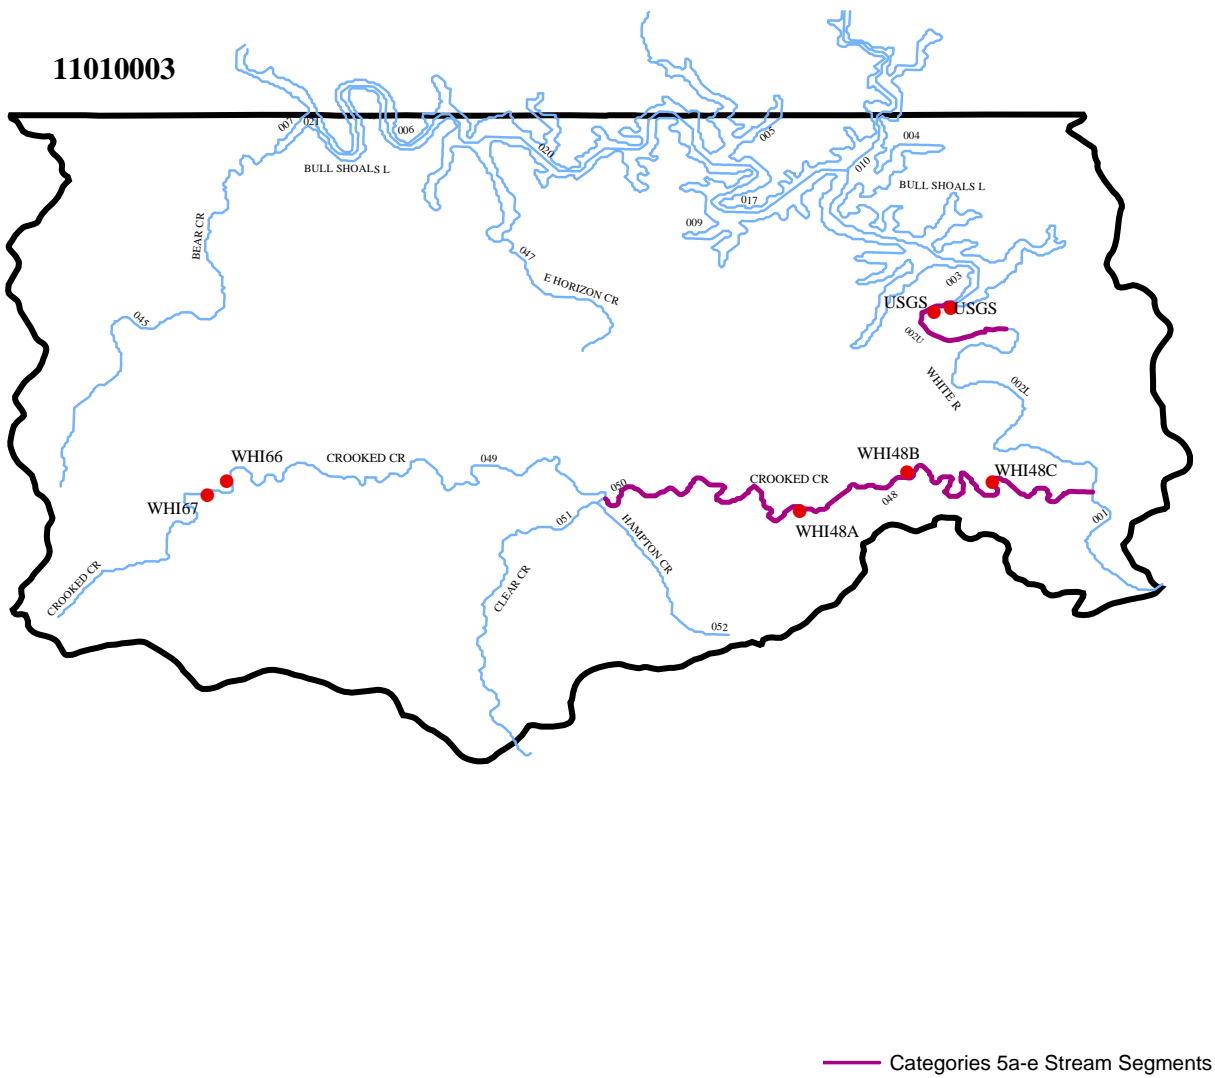 11010003
007
021
006
BULL SHOALS L
020
005
004
010
BULL SHOALS L
017
009
BEAR CR
047
E HORIZON CR
003
USGS
USGS
002U
045
WHITE R
002L
WHI66
CROOKED CR
049
WHI67
050
CROOKED CR
WHI48B
WHI48C
048
WHI48A
001
051
HAMPTON CR
CLEAR CR
CROOKED CR
052
Categories 5a-e Stream Segments